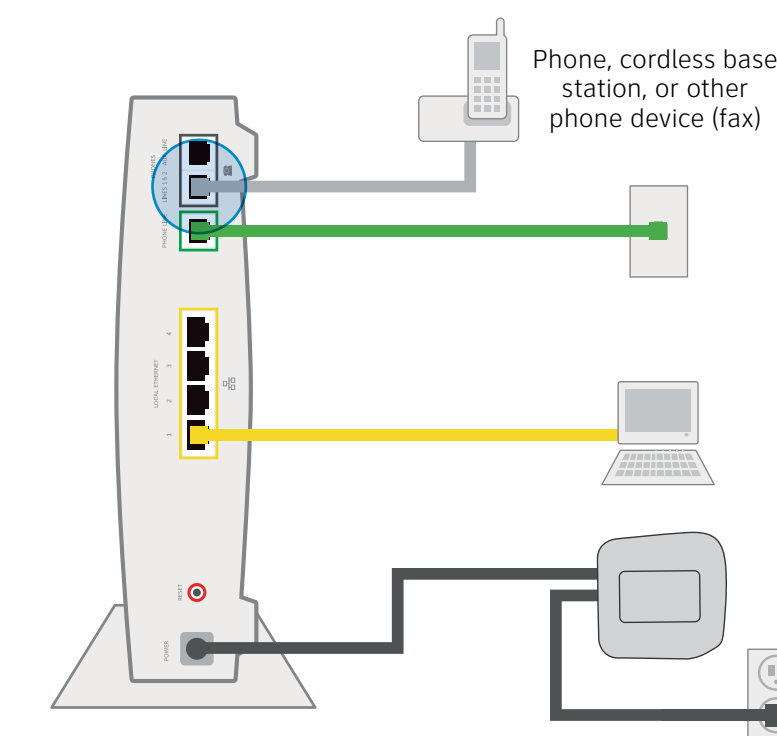 Phone, cordless base
station, or other
phone device (fax)
PHONES
LINES 1 & 2
LINE
PHONE
LOCAL ETHERNET
4
3
2
1
RESET
POWER